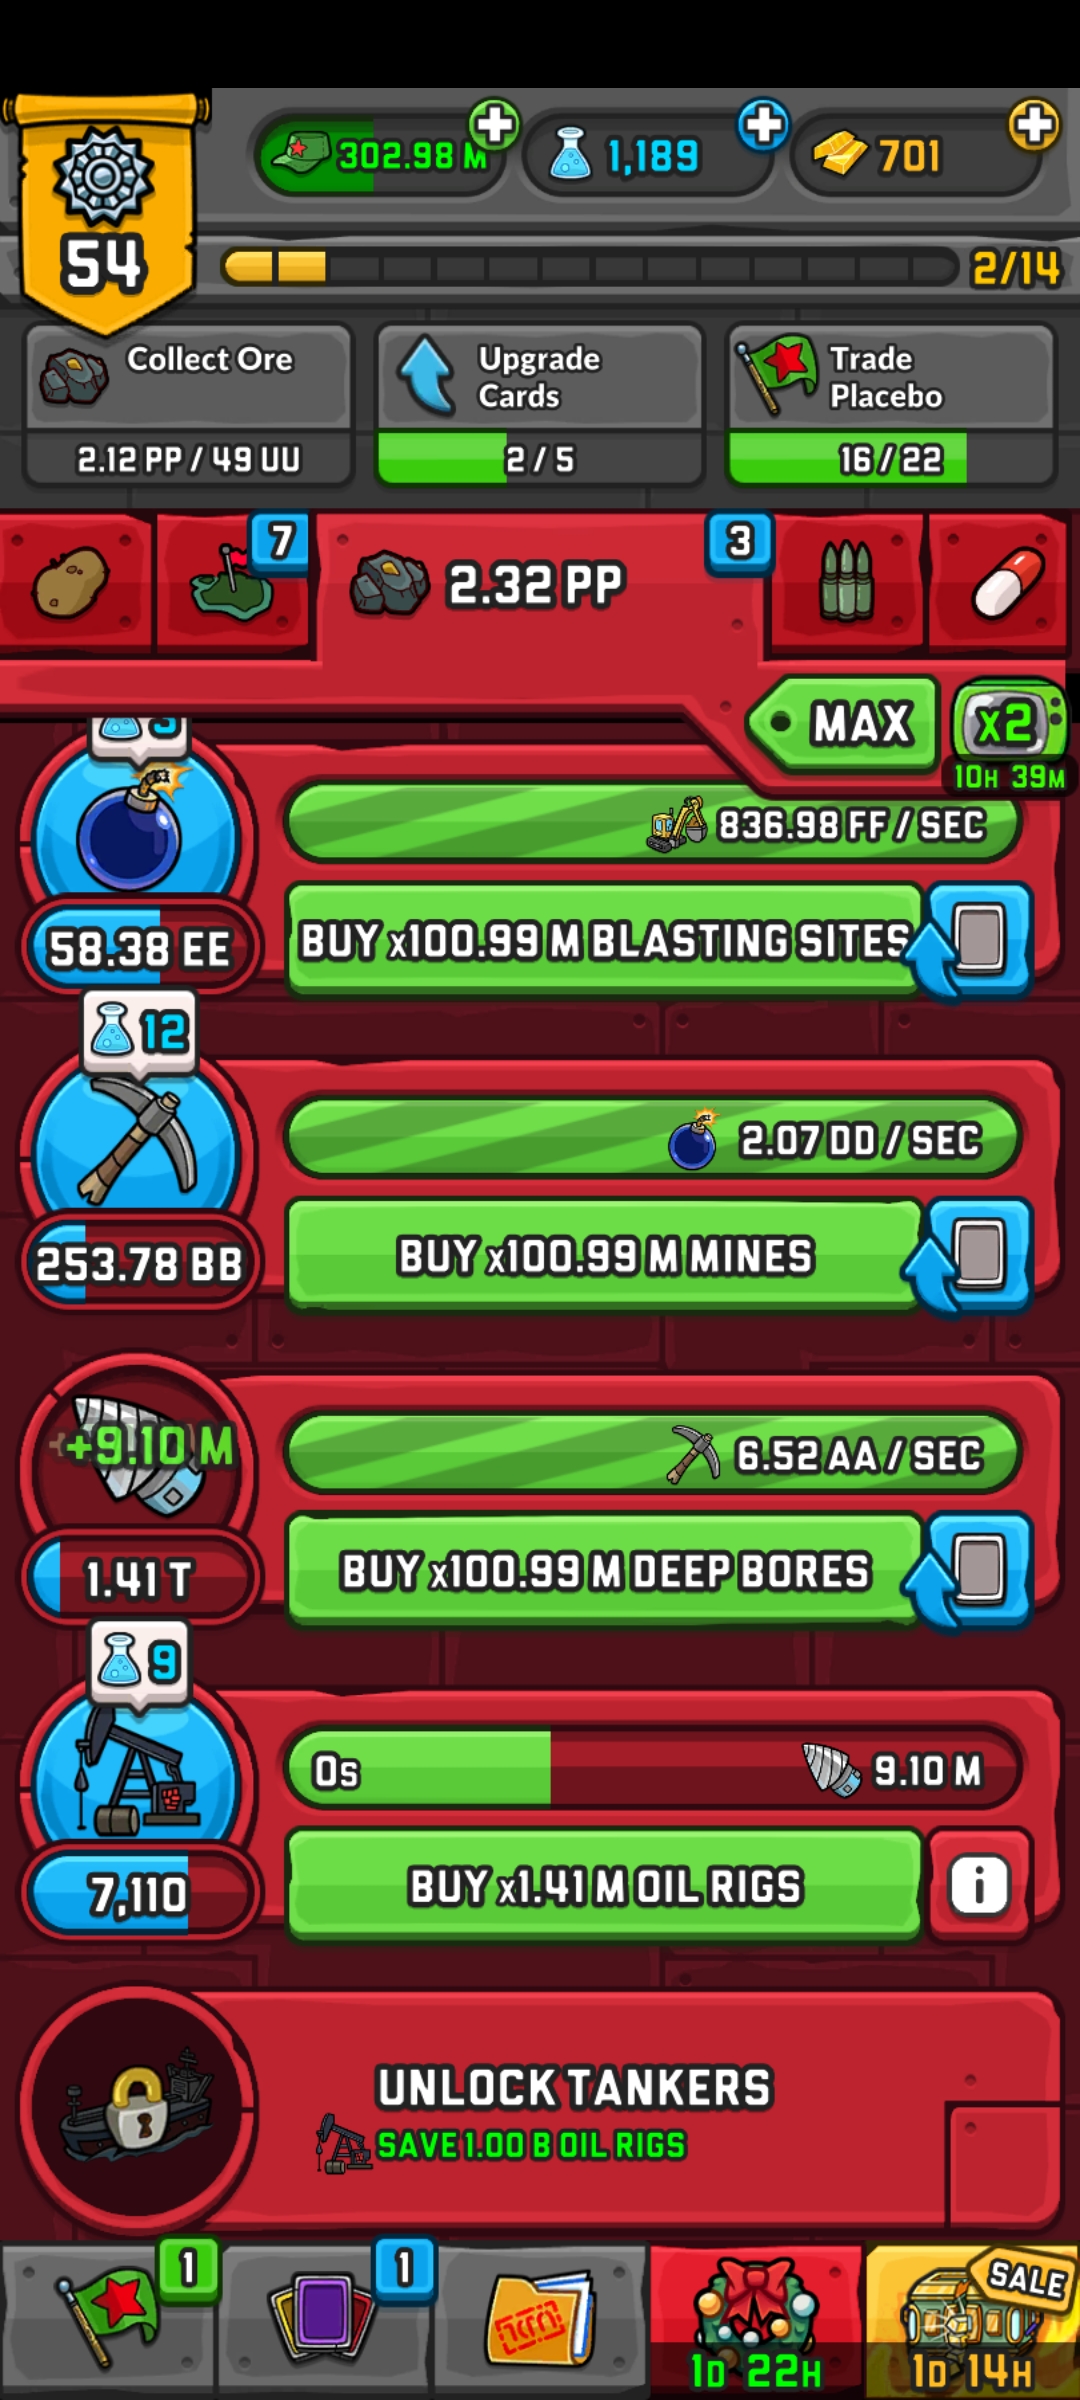 302.98 M
1,189
701
54
2/14
Collect Ore
2.12 PP / 49 UU
Upgrade
Cards
2 / 5
Trade
Placebo
16 / 22
7
2.32 PP
3
MAX
x2
10H 39M
3
836.98 FF / SEC
58.38 EE
BUY x100.99 M BLASTING SITES
12
2.07 DD / SEC
253.78 BB
BUY x100.99 M MINES
+9.10 M
6.52 AA / SEC
1.41 T
BUY x100.99 M DEEP BORES
9
0s
9.10 M
7,110
BUY x1.41 M OIL RIGS
i
UNLOCK TANKERS
SAVE 1.00 B OIL RIGS
1
1
1D 22H
SALE
1D 14H